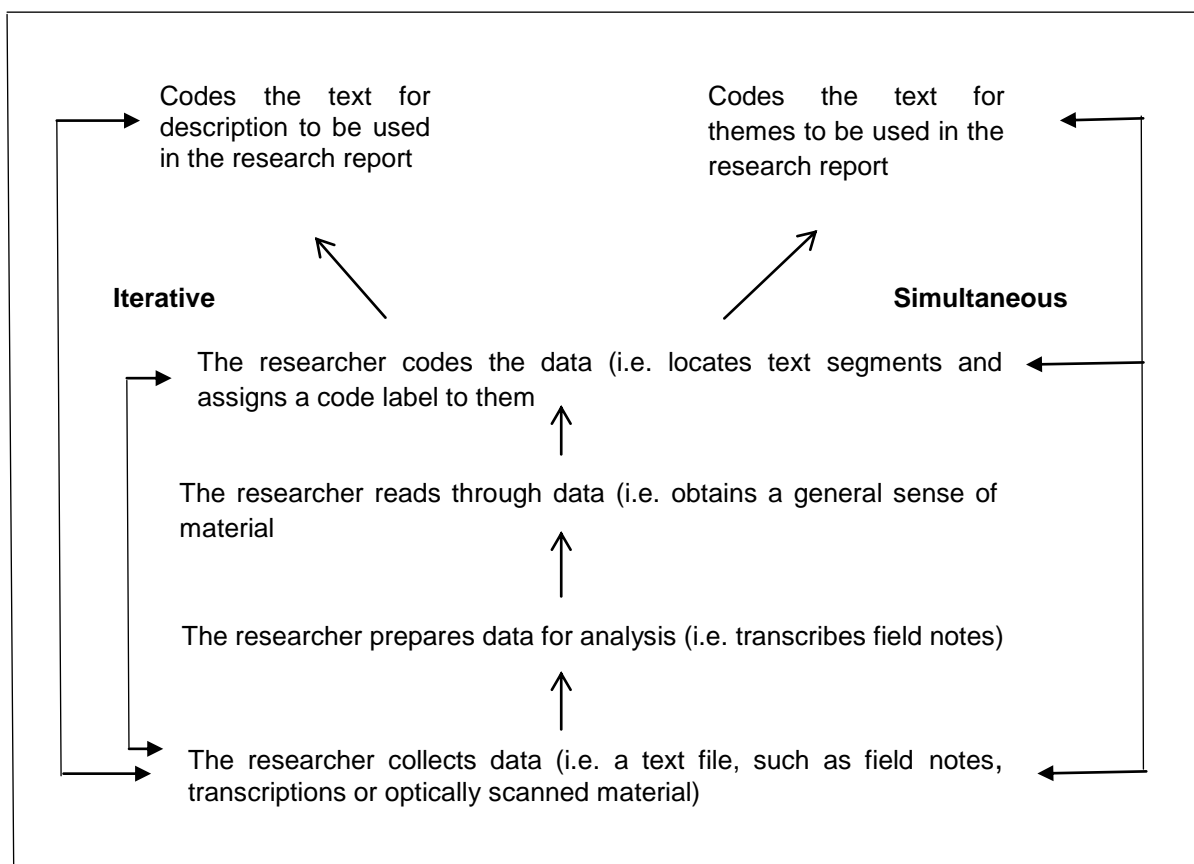 Codes the text for
description to be used
in the research report
Codes the text for
themes to be used in the
research report
Iterative
Simultaneous
The researcher codes the data (i.e. locates text segments and
assigns a code label to them
The researcher reads through data (i.e. obtains a general sense of
material
The researcher prepares data for analysis (i.e. transcribes field notes)
The researcher collects data (i.e. a text file, such as field notes,
transcriptions or optically scanned material)